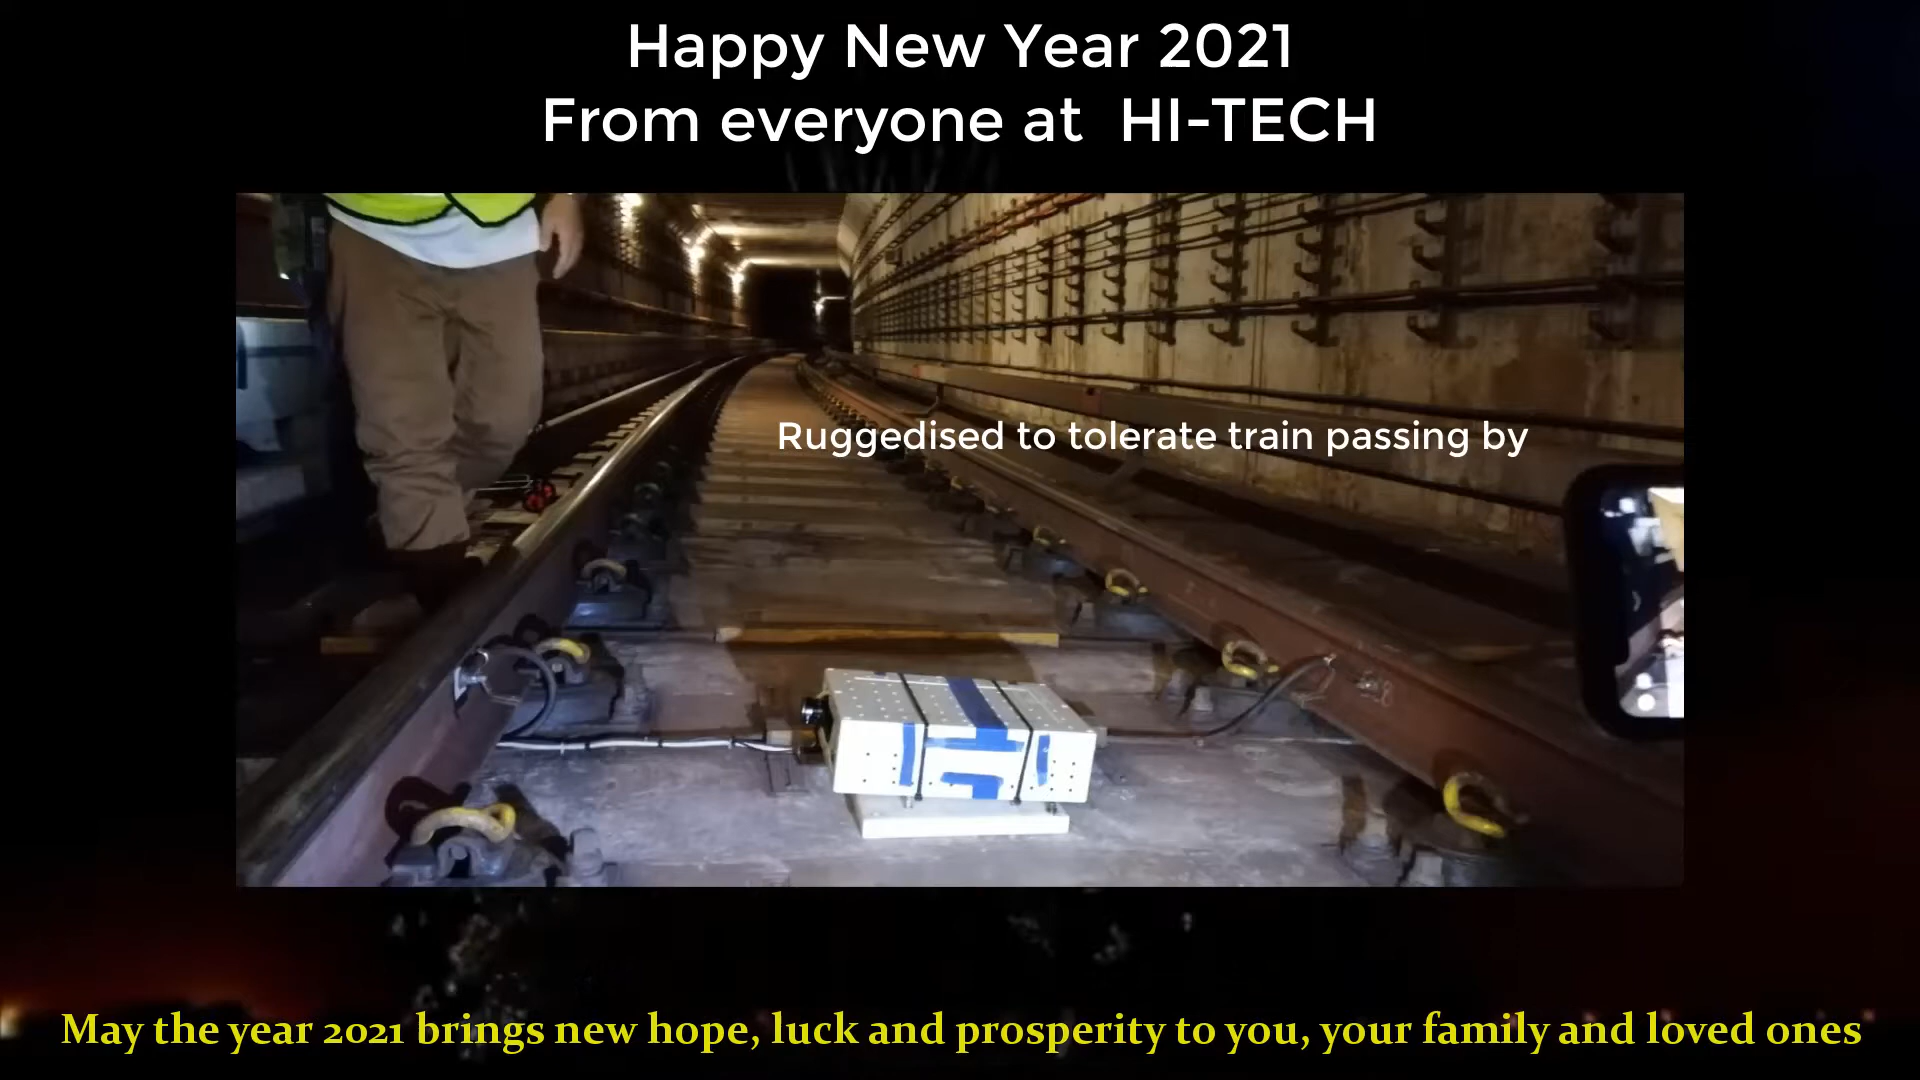 Happy New Year 2021
From everyone at  HI-TECH
Ruggedised to tolerate train passing by
May the year 2021 brings new hope, luck and prosperity to you, your family and loved ones